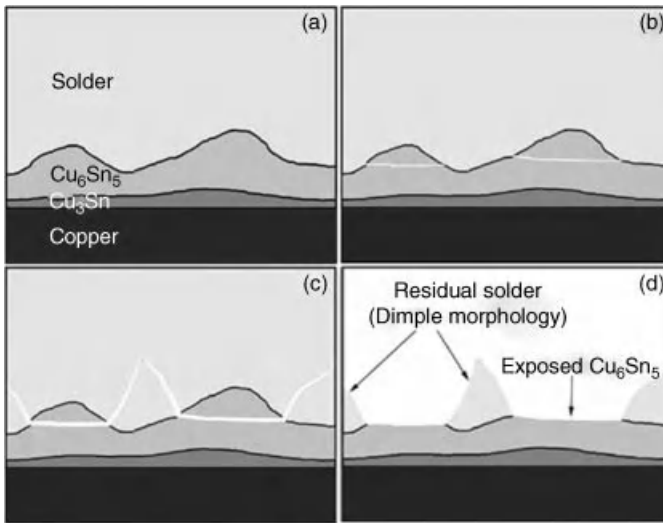 (a)
Solder
Cu₆Sn₅
Cu₃Sn
Copper
(b)
(c)
(d)
Residual solder
(Dimple morphology)
Exposed Cu₆Sn₅